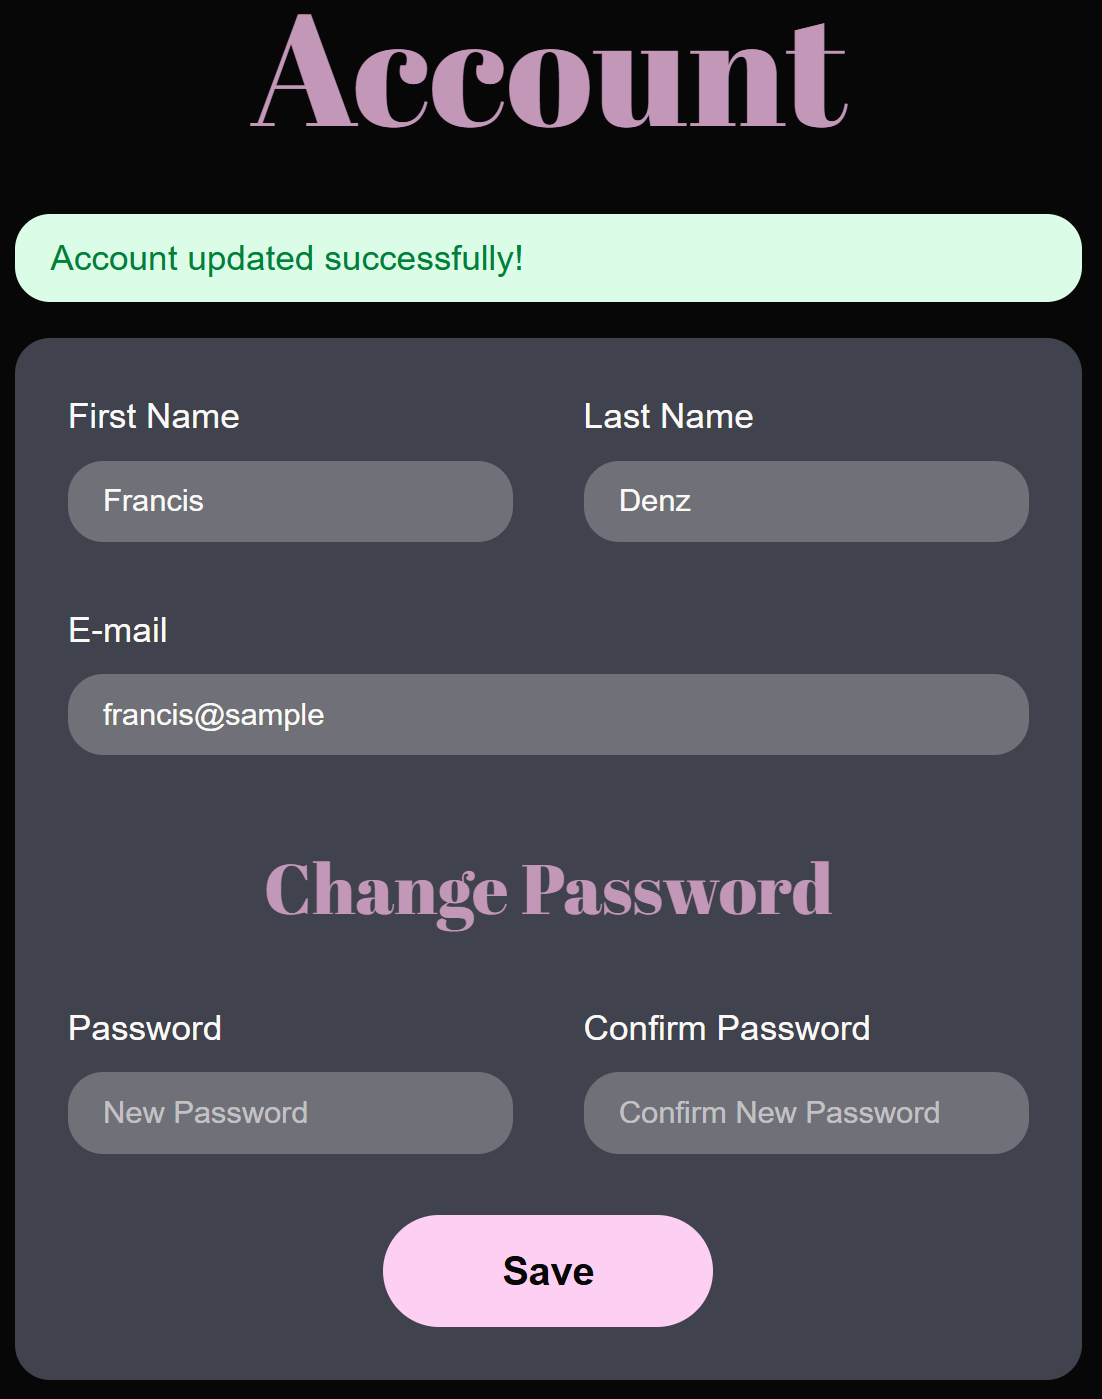 Account
Account updated successfully!
First Name
Last Name
Francis
Denz
E-mail
francis@sample
Change Password
Password
Confirm Password
New Password
Confirm New Password
Save